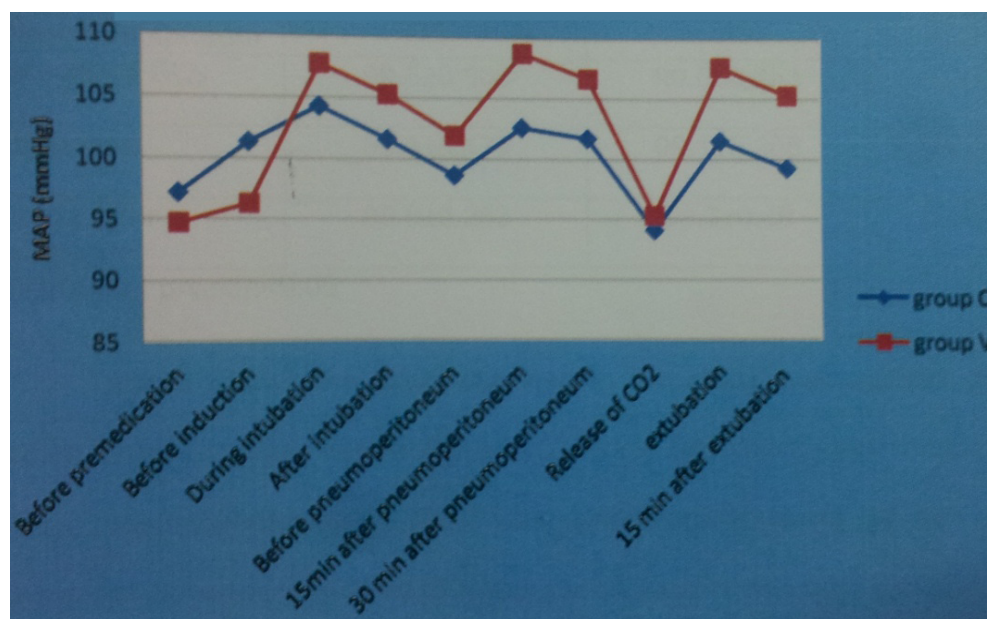 110
105
100
95
90
85
MAP (mmHg)
Before premedication
Before induction
During intubation
After intubation
Before pneumoperitoneum
15min after pneumoperitoneum
30 min after pneumoperitoneum
Release of CO2
extubation
15 min after extubation
group
group V